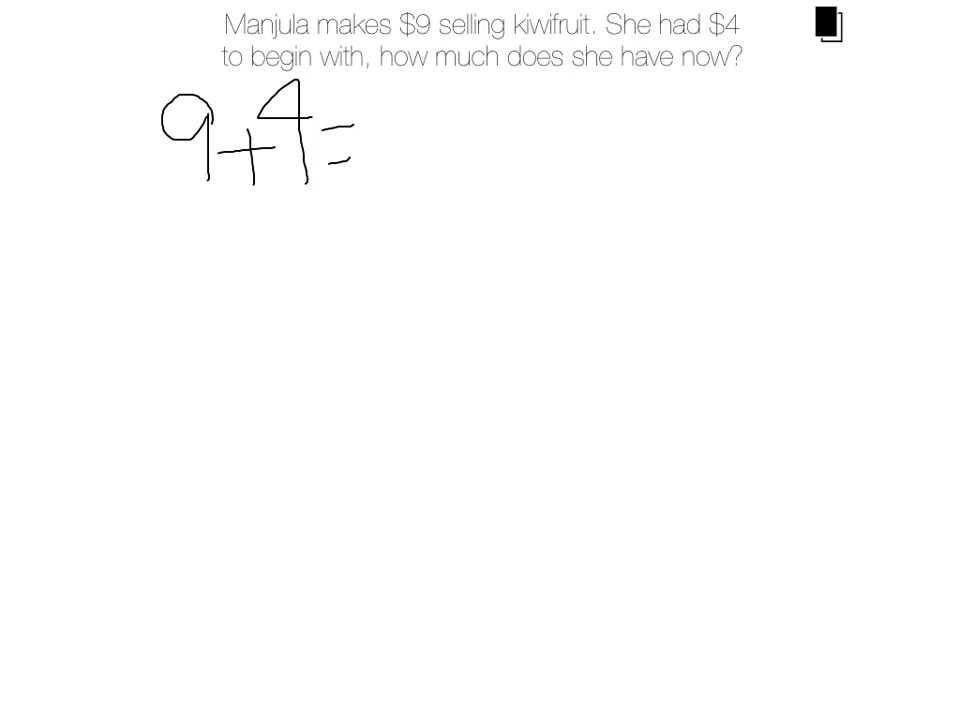 Manjula makes $9 selling kiwifruit. She had $4
to begin with, how much does she have now?
9+4=